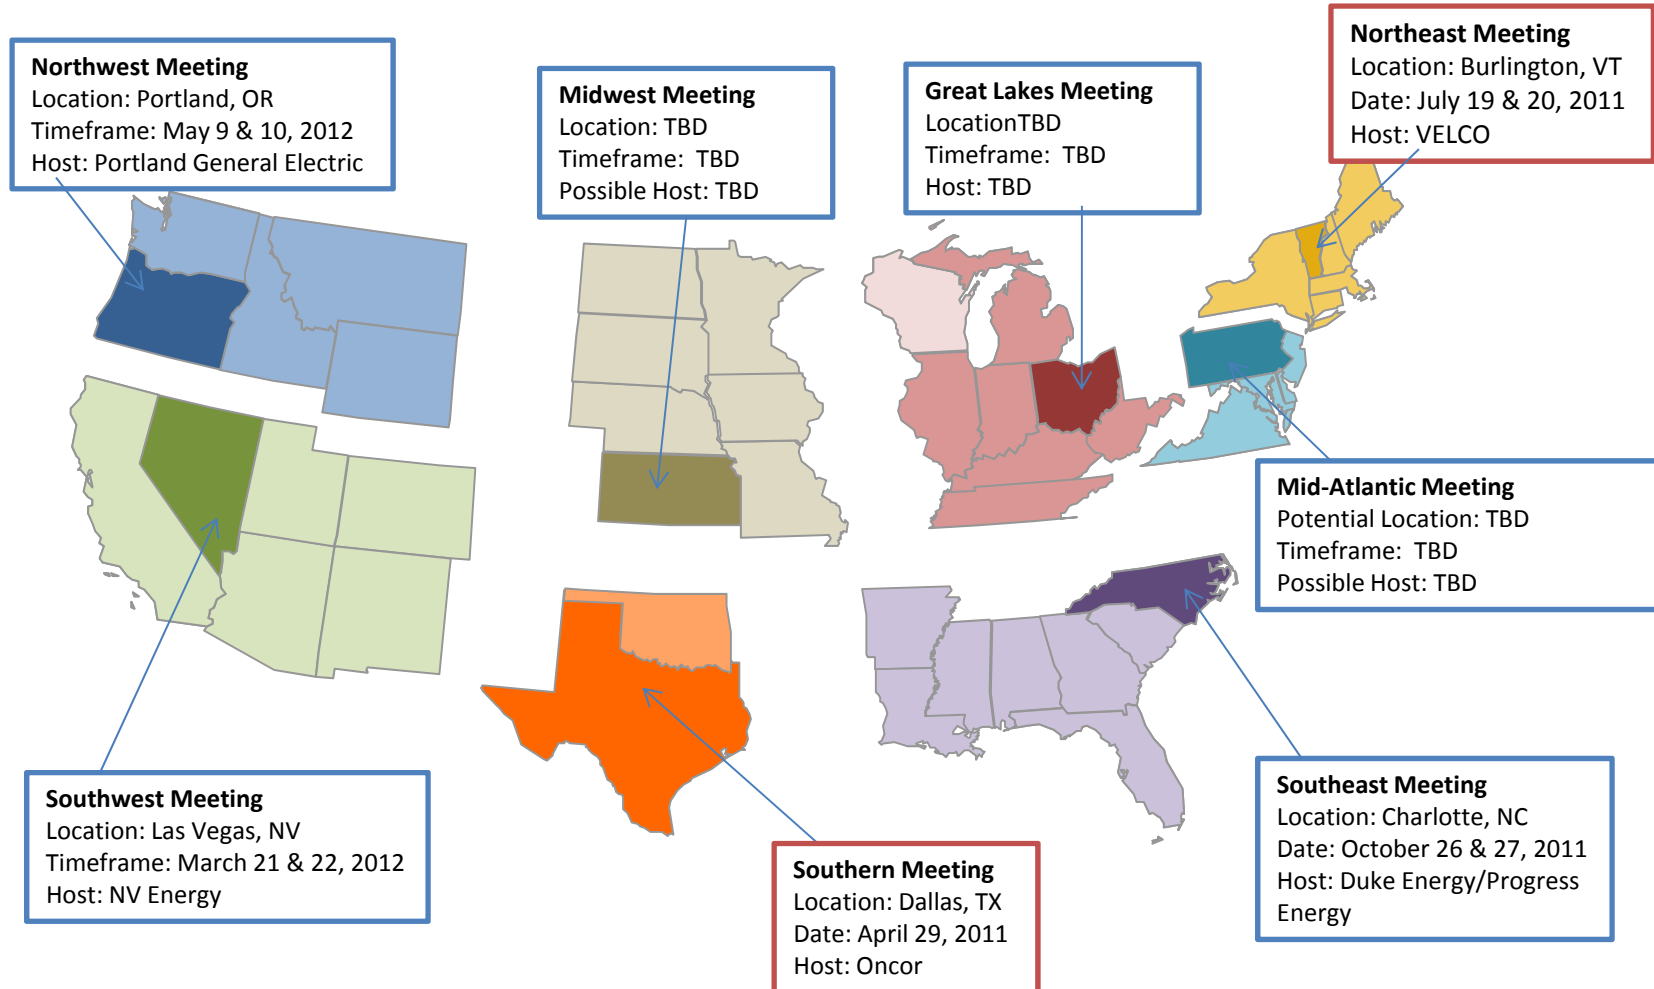 Northwest Meeting
Location: Portland, OR
Timeframe: May 9 & 10, 2012
Host: Portland General Electric
Midwest Meeting
Location: TBD
Timeframe:  TBD
Possible Host: TBD
Great Lakes Meeting
LocationTBD
Timeframe:  TBD
Host: TBD
Northeast Meeting
Location: Burlington, VT
Date: July 19 & 20, 2011
Host: VELCO
Mid-Atlantic Meeting
Potential Location: TBD
Timeframe:  TBD
Possible Host: TBD
Southwest Meeting
Location: Las Vegas, NV
Timeframe: March 21 & 22, 2012
Host: NV Energy
Southern Meeting
Location: Dallas, TX
Date: April 29, 2011
Host: Oncor
Southeast Meeting
Location: Charlotte, NC
Date: October 26 & 27, 2011
Host: Duke Energy/Progress
Energy